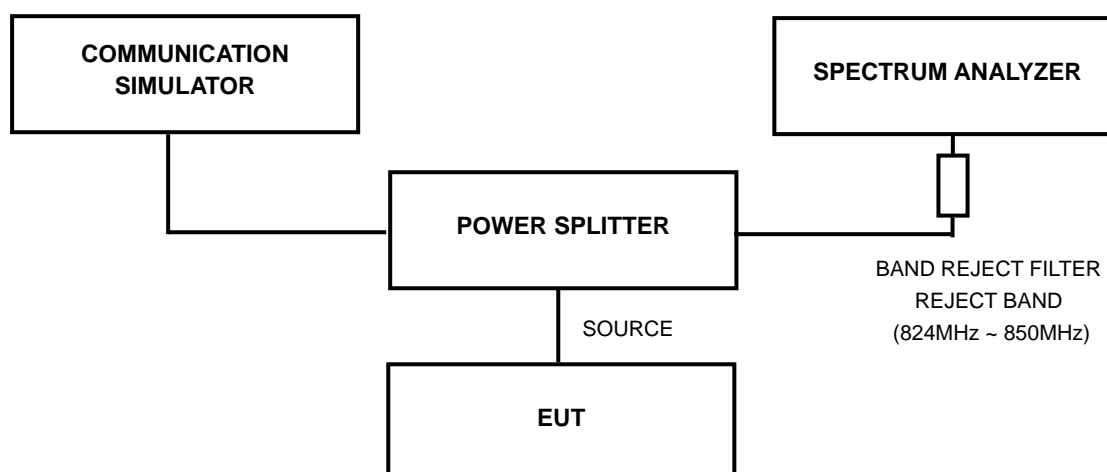 COMMUNICATION
SIMULATOR
SPECTRUM ANALYZER
POWER SPLITTER
BAND REJECT FILTER
REJECT BAND
(824MHz ~ 850MHz)
SOURCE
EUT